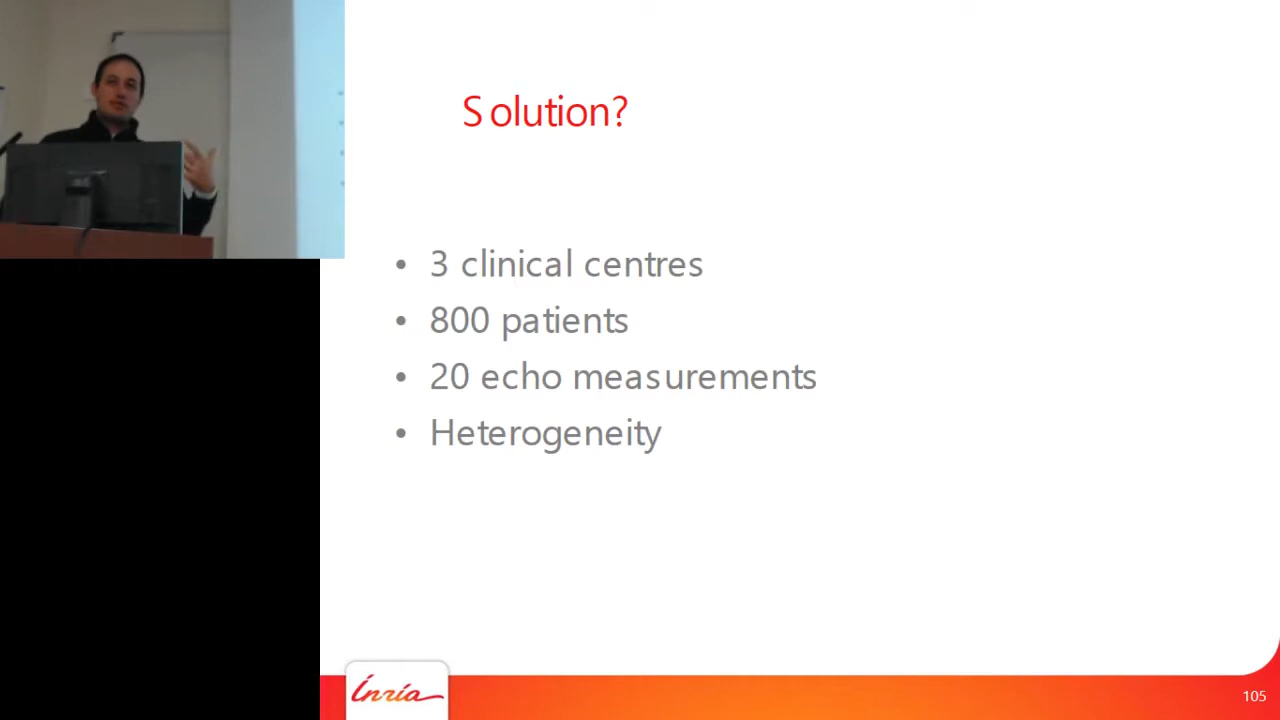 Solution?
• 3 clinical centres
• 800 patients
• 20 echo measurements
• Heterogeneity
Inria
105